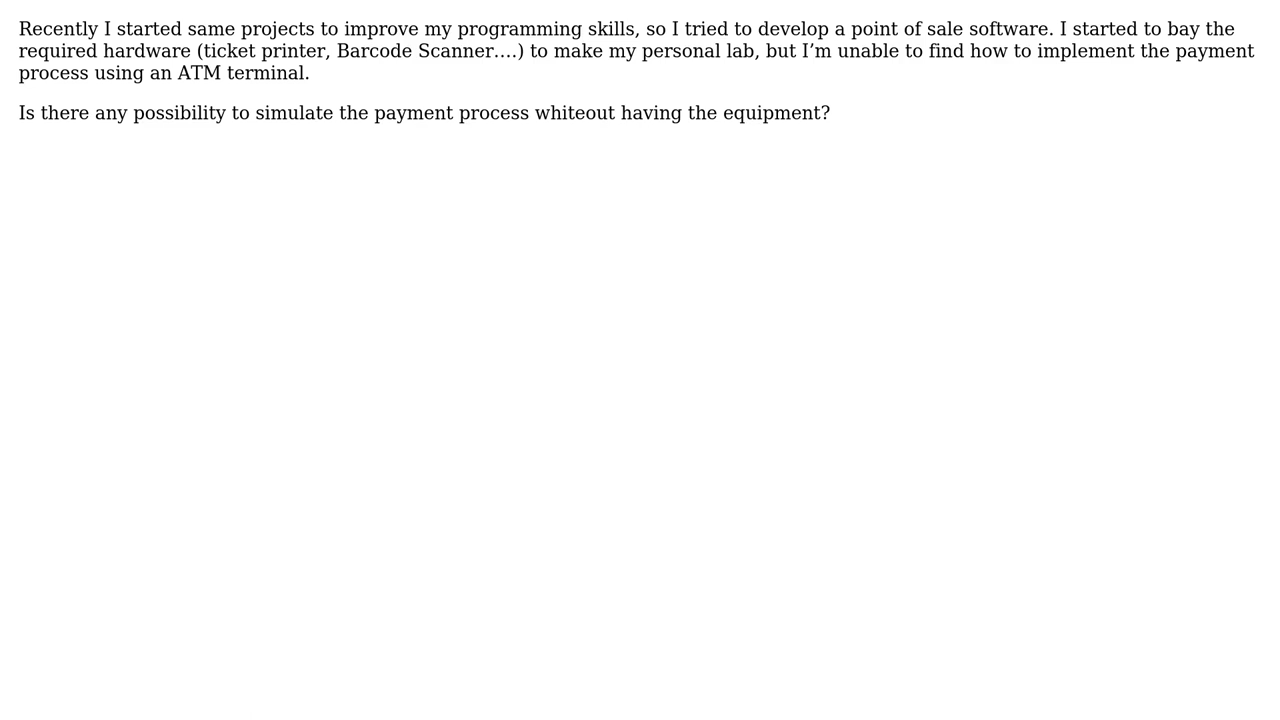 Recently I started same projects to improve my programming skills, so I tried to develop a point of sale software. I started to bay the
required hardware (ticket printer, Barcode Scanner….) to make my personal lab, but I’m unable to find how to implement the payment
process using an ATM terminal.
Is there any possibility to simulate the payment process whiteout having the equipment?